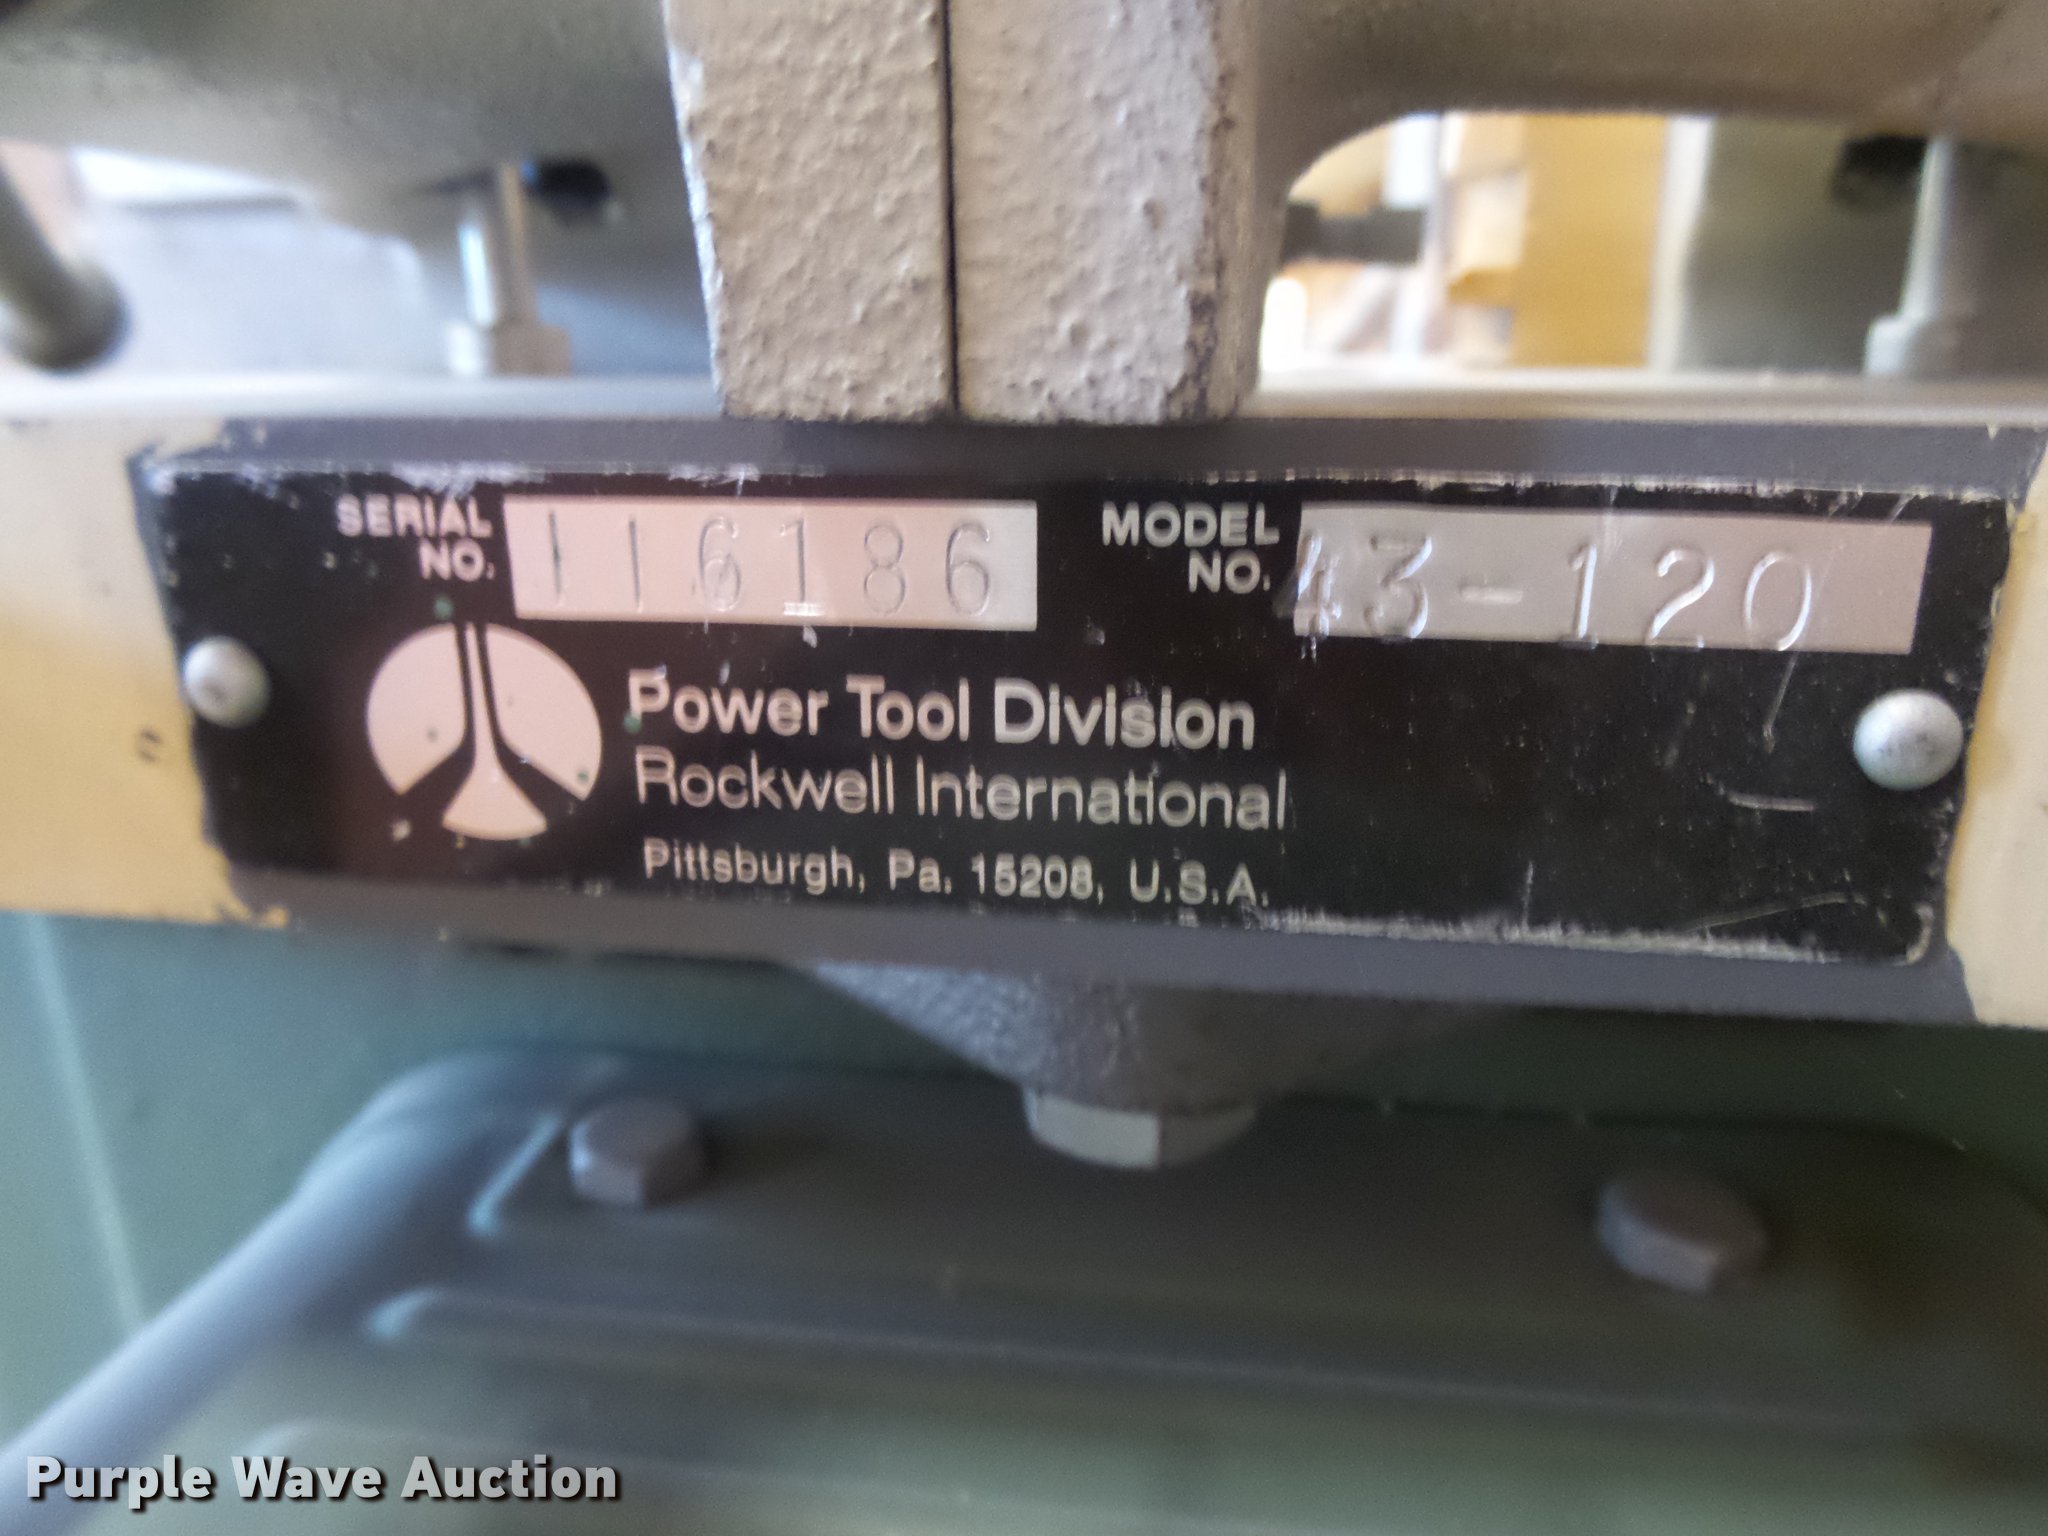 SERIAL NO. 116186
MODEL NO. 43-120
Power Tool Division
Rockwell International
Pittsburgh, Pa. 15208, U.S.A.
Purple Wave Auction